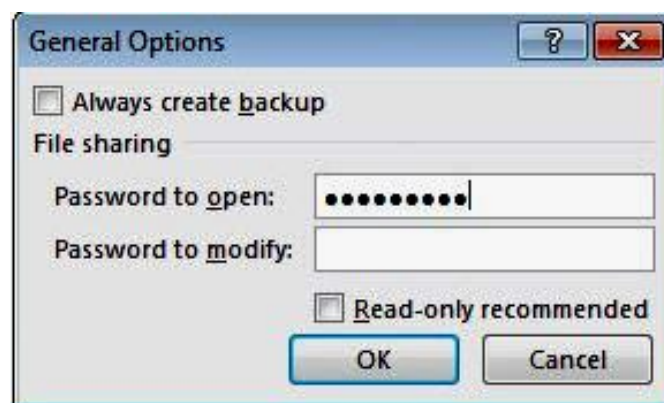 General Options
Always create backup
File sharing
Password to open: •••••••••
Password to modify:
Read-only recommended
OK Cancel